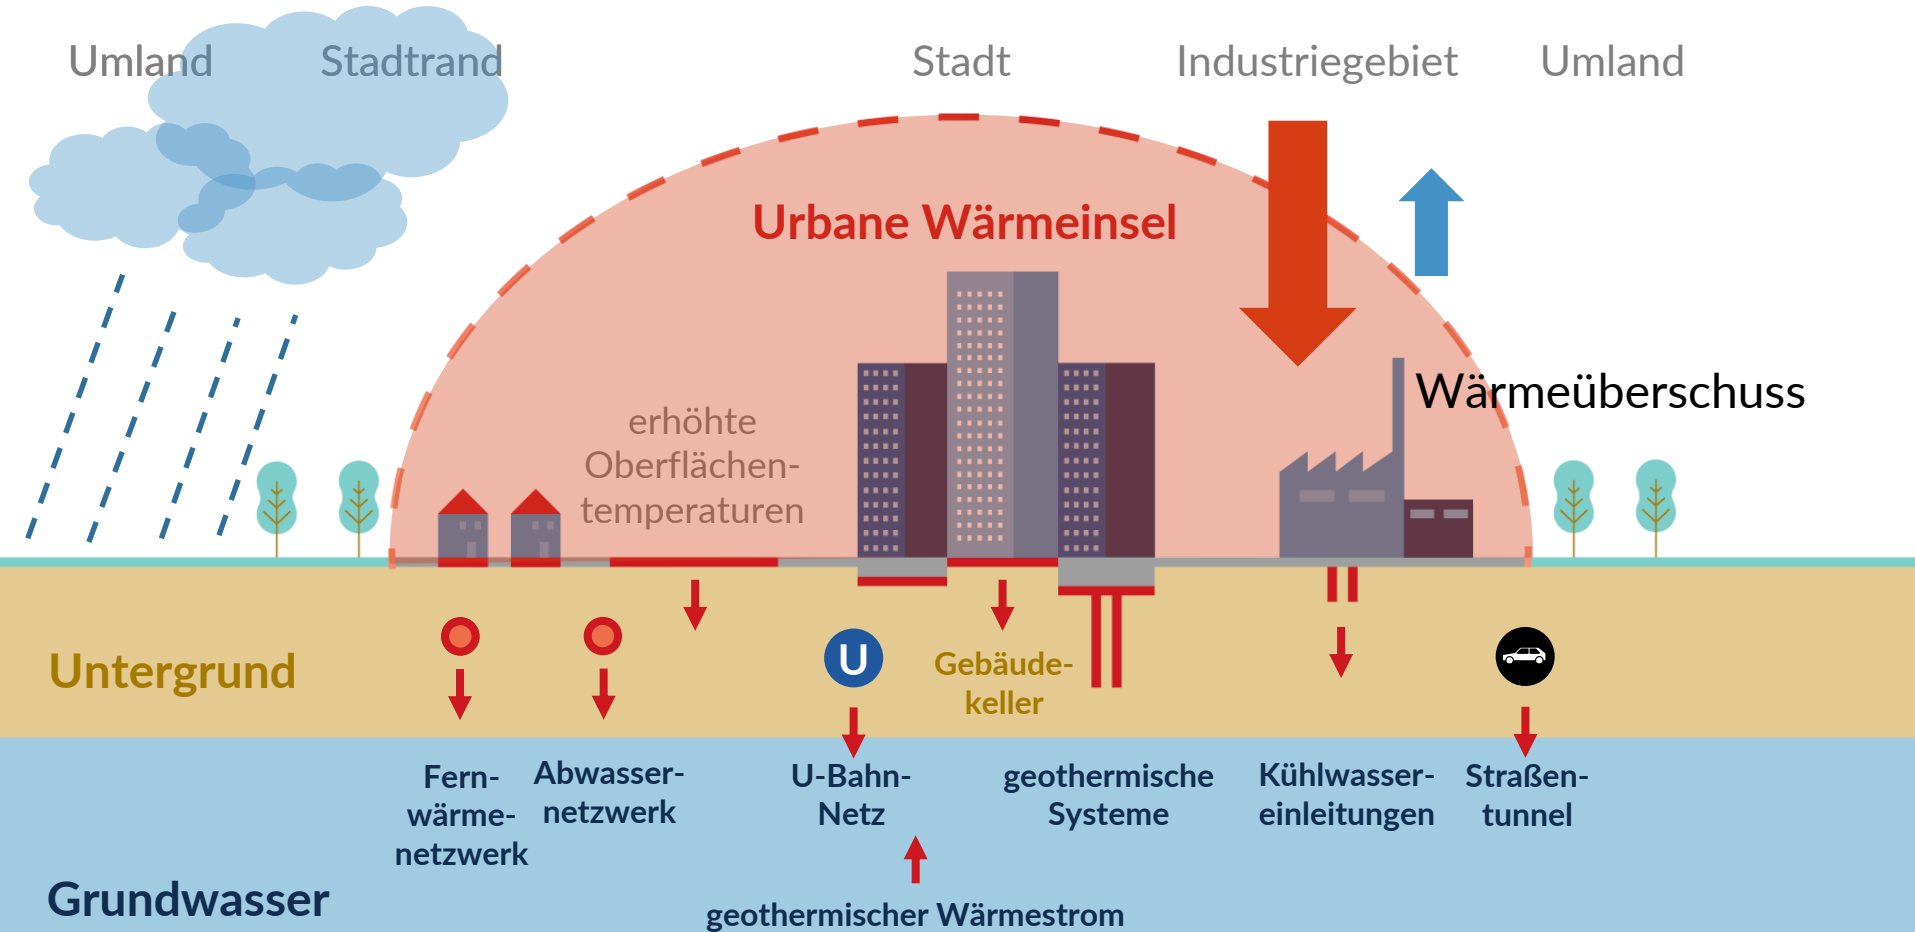 Umland
Stadtrand
Stadt
Industriegebiet
Umland
Urbane Wärmeinsel
Wärmeüberschuss
erhöhte
Oberflächen-
temperaturen
Untergrund
U
Gebäude-
keller
Fern-
wärme-
netzwerk
Abwasser-
netzwerk
U-Bahn-
Netz
geothermische
Systeme
Kühlwasser-
einleitungen
Straßen-
tunnel
Grundwasser
geothermischer Wärmestrom